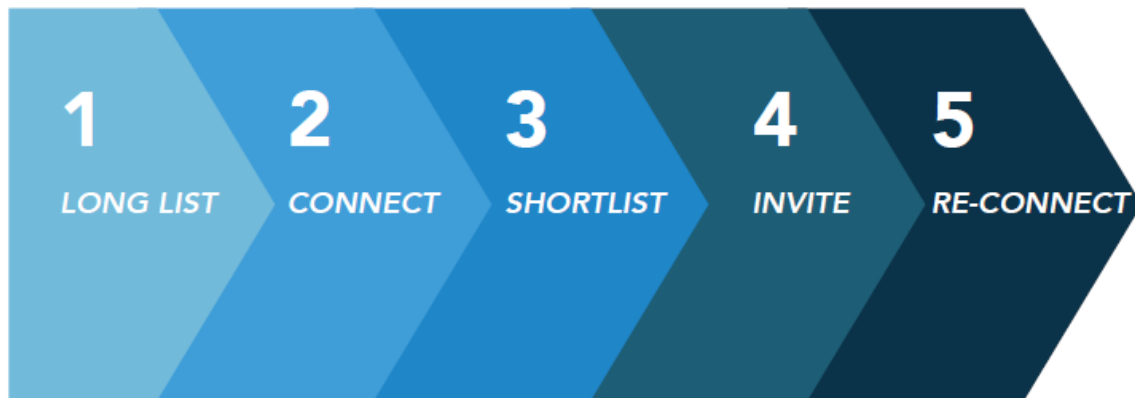 1
LONG LIST
2
CONNECT
3
SHORTLIST
4
INVITE
5
RE-CONNECT